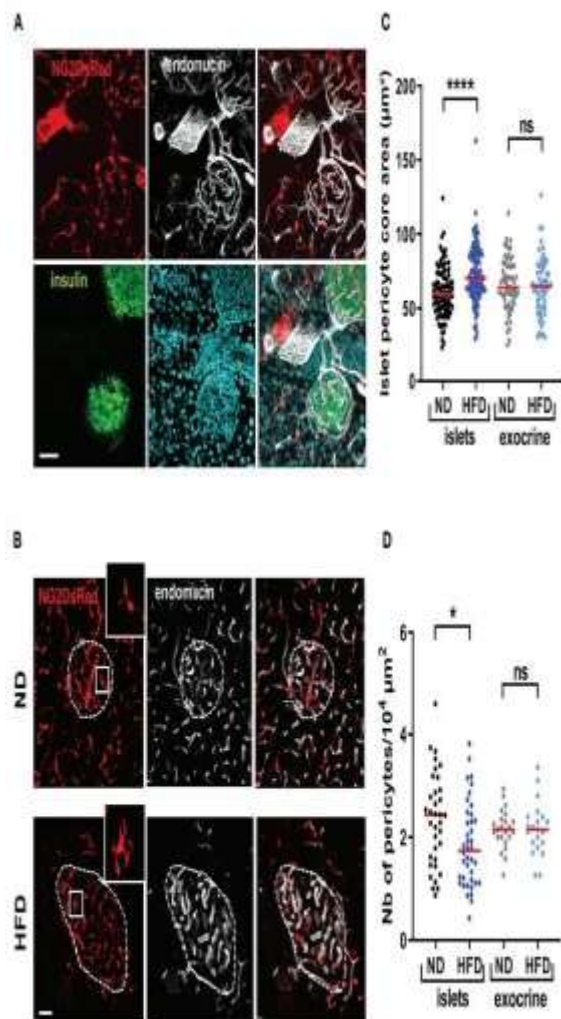 A
NG2DsRed
endomucin
insulin
C
Islet pericyte core area (µm²)
200
150
100
50
0
****
ns
ND
HFD
ND
HFD
islets
exocrine
B
NG2DsRed
endomucin
ND
HFD
D
Nb of pericytes/10⁴ µm²
6
4
2
0
*
ns
ND
HFD
ND
HFD
islets
exocrine